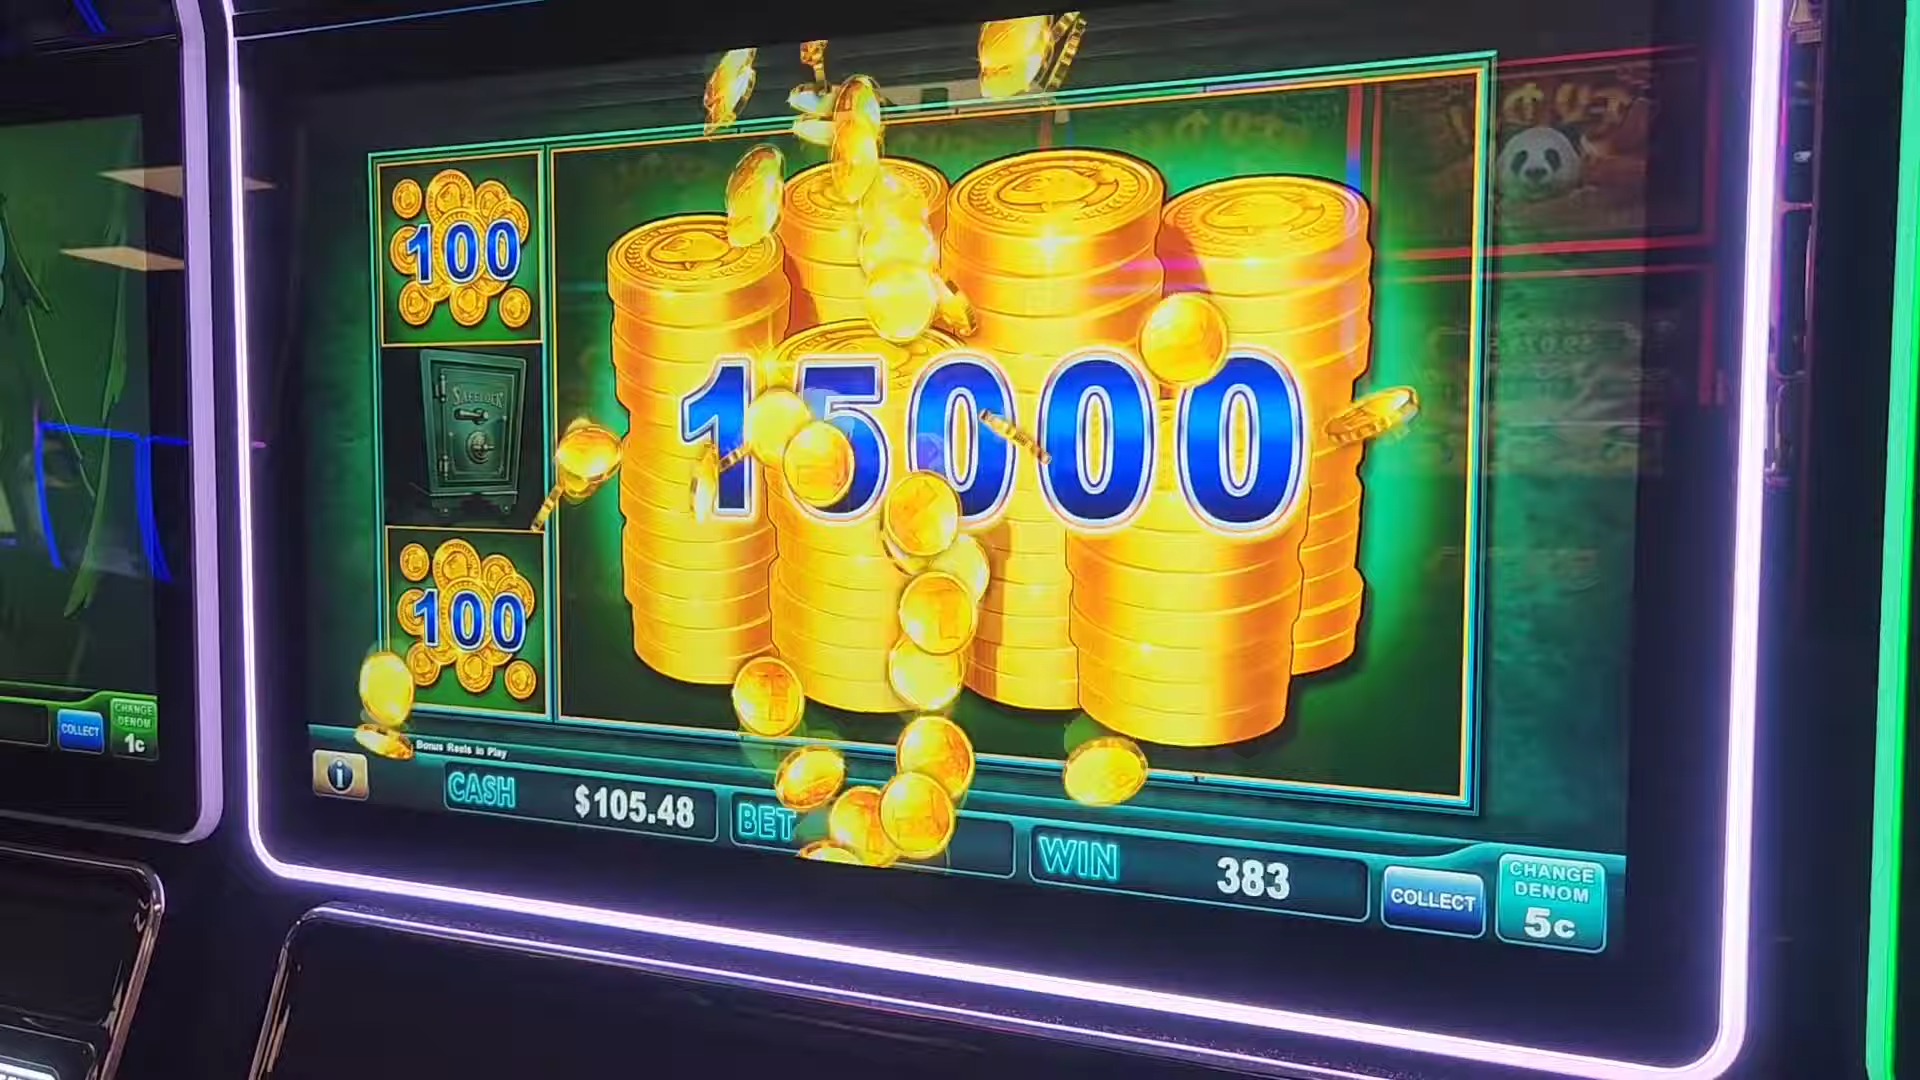 100
SAFELOCK
100
15000
Bonus Reels in Play
i
CASH
$105.48
BET
WIN
383
COLLECT
CHANGE
DENOM
5c
COLLECT
CHANGE
DENOM
1c